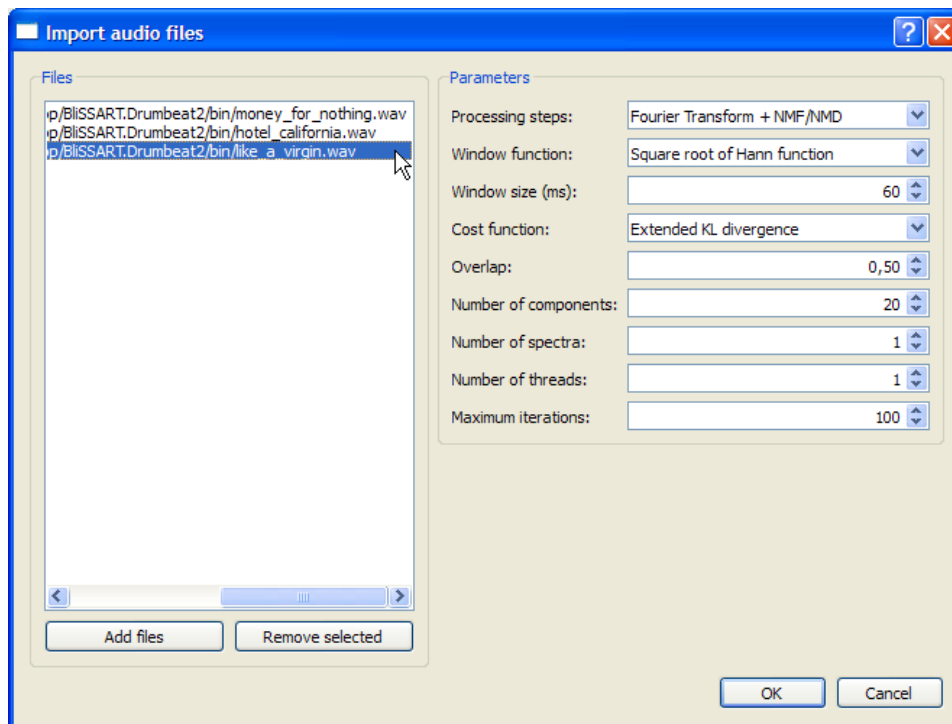 Import audio files
Files
p/BliSSART.Drumbeat2/bin/money_for_nothing.wav
p/BliSSART.Drumbeat2/bin/hotel_california.wav
p/BliSSART.Drumbeat2/bin/like_a_virgin.wav
Add files
Remove selected
Parameters
Processing steps: Fourier Transform + NMF/NMD
Window function: Square root of Hann function
Window size (ms): 60
Cost function: Extended KL divergence
Overlap: 0,50
Number of components: 20
Number of spectra: 1
Number of threads: 1
Maximum iterations: 100
OK
Cancel